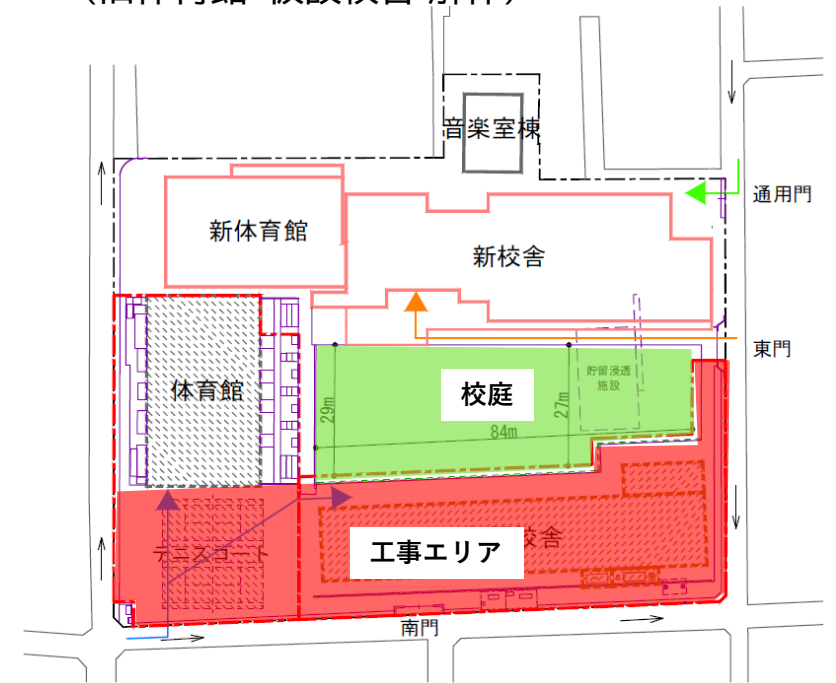 音楽室棟
通用門
新体育館
新校舎
東門
体育館
校庭
貯留浸透
施設
29m
27m
84m
テニスコート
工事エリア
校舎
南門